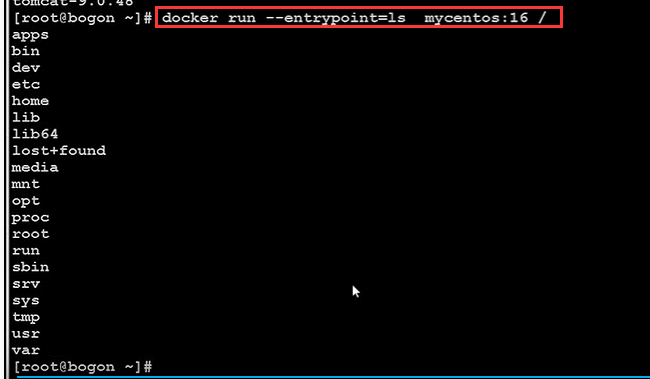 tomcat-9.0.48
[root@bogon ~]# docker run --entrypoint=ls  mycentos:16 /
apps
bin
dev
etc
home
lib
lib64
lost+found
media
mnt
opt
proc
root
run
sbin
srv
sys
tmp
usr
var
[root@bogon ~]#